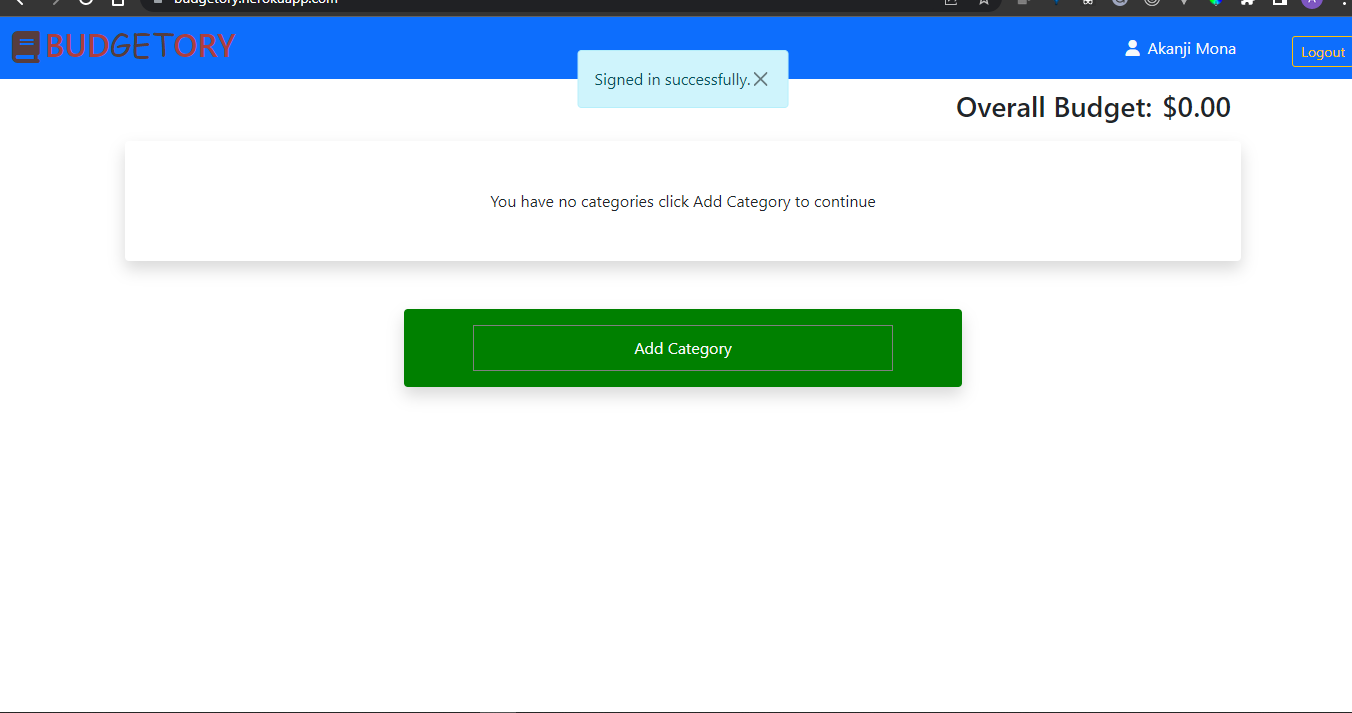 budgetory.herokuapp.com
BUDGETORY
Akanji Mona
Logout
Signed in successfully.
Overall Budget: $0.00
You have no categories click Add Category to continue
Add Category